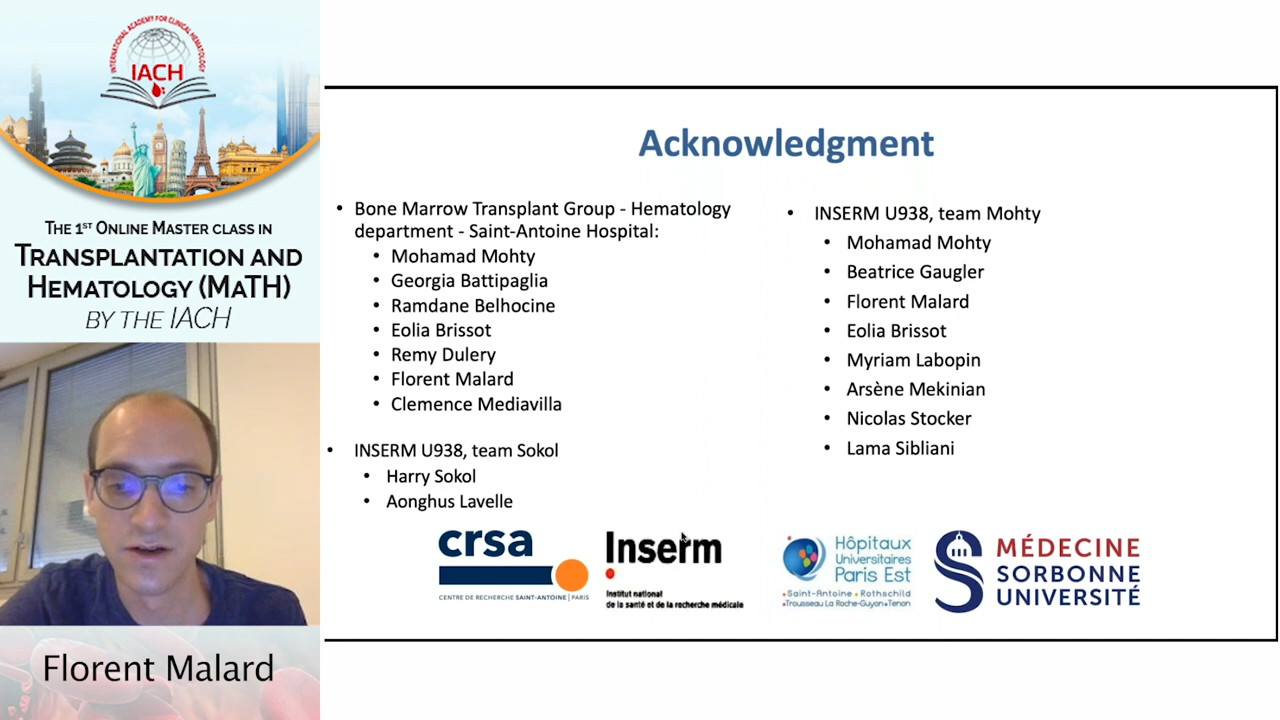 INTERNATIONAL ACADEMY FOR CLINICAL HEMATOLOGY
IACH
THE 1ST ONLINE MASTER CLASS IN
TRANSPLANTATION AND
HEMATOLOGY (MATH)
BY THE IACH
Florent Malard
Acknowledgment
• Bone Marrow Transplant Group - Hematology
department - Saint-Antoine Hospital:
• Mohamad Mohty
• Georgia Battipaglia
• Ramdane Belhocine
• Eolia Brissot
• Remy Dulery
• Florent Malard
• Clemence Mediavilla
• INSERM U938, team Sokol
• Harry Sokol
• Aonghus Lavelle
• INSERM U938, team Mohty
• Mohamad Mohty
• Beatrice Gaugler
• Florent Malard
• Eolia Brissot
• Myriam Labopin
• Arsène Mekinian
• Nicolas Stocker
• Lama Sibliani
crsa
CENTRE DE RECHERCHE SAINT-ANTOINE | PARIS
Inserm
Institut national
de la santé et de la recherche médicale
Hôpitaux
Universitaires
Paris Est
•Saint-Antoine •Rothschild
•Trousseau La Roche-Guyon•Tenon
MÉDECINE
SORBONNE
UNIVERSITÉ